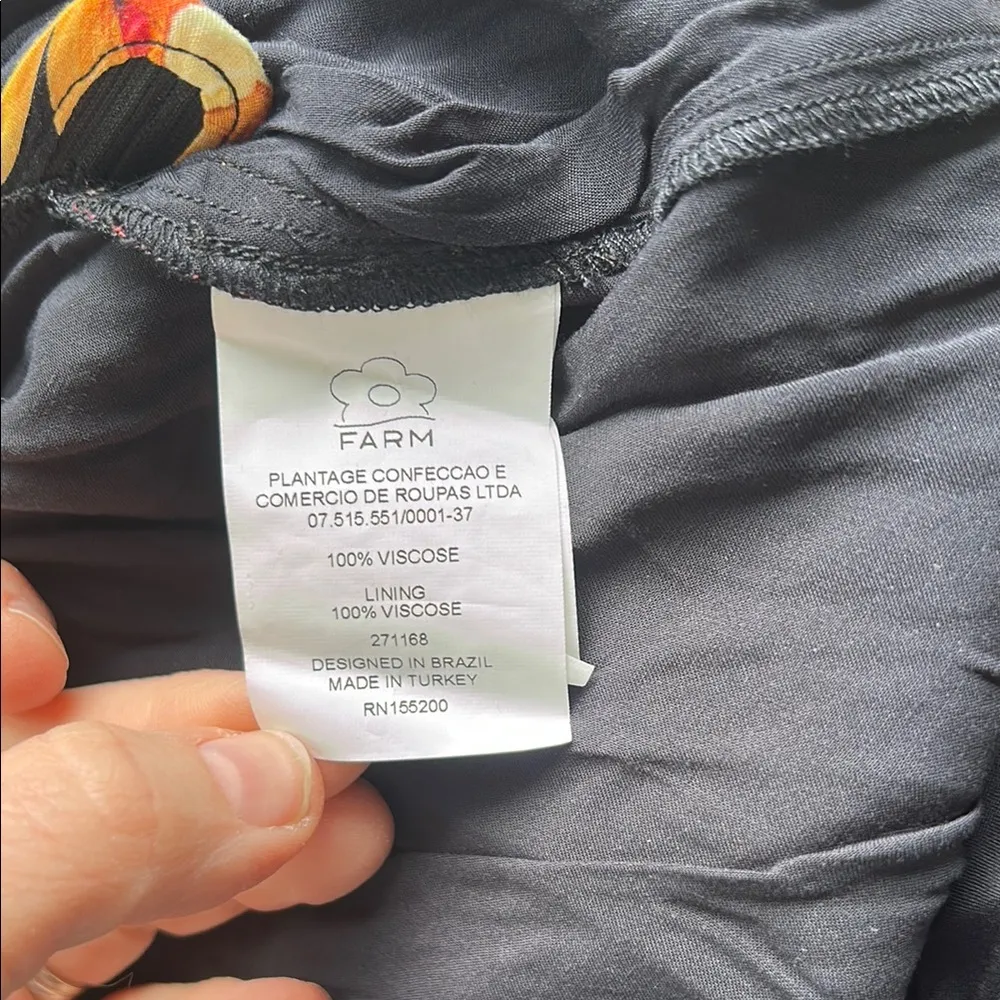 FARM
PLANTAGE CONFECCAO E
COMERCIO DE ROUPAS LTDA
07.515.551/0001-37
100% VISCOSE
LINING
100% VISCOSE
271168
DESIGNED IN BRAZIL
MADE IN TURKEY
RN155200